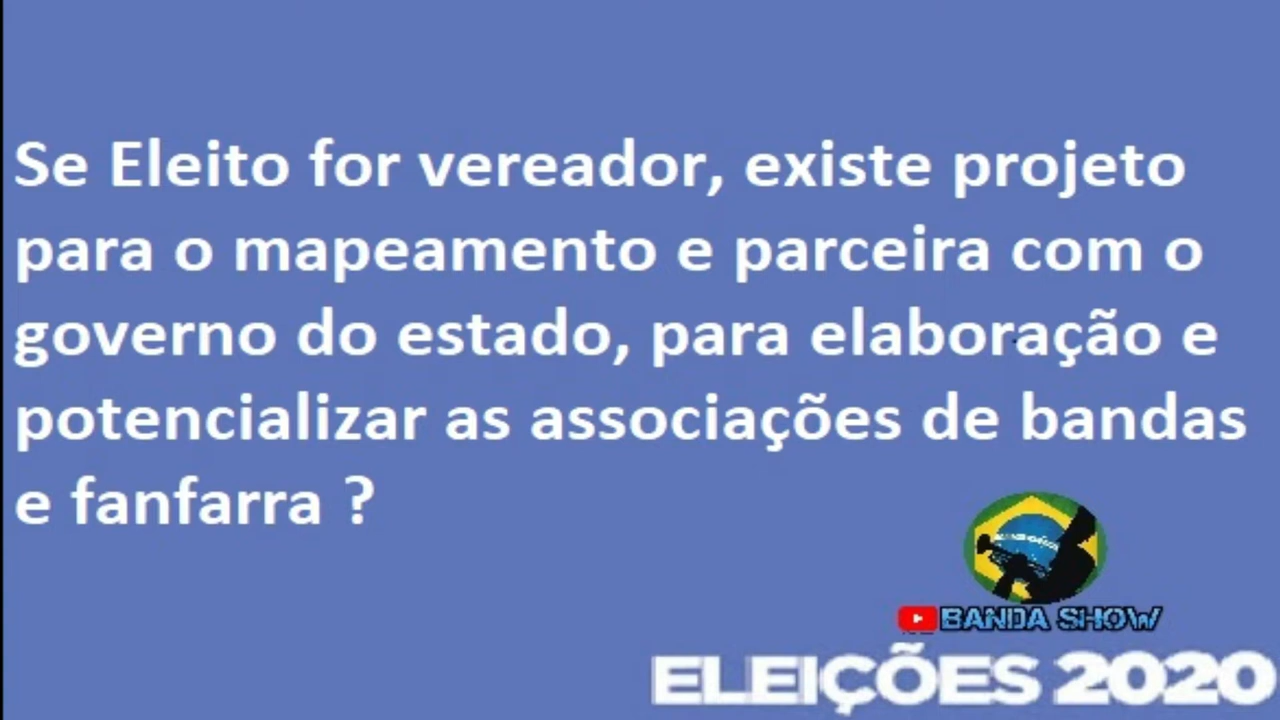 Se Eleito for vereador, existe projeto
para o mapeamento e parceira com o
governo do estado, para elaboração e
potencializar as associações de bandas
e fanfarra ?
BANDA SHOW
ELEIÇÕES 2020